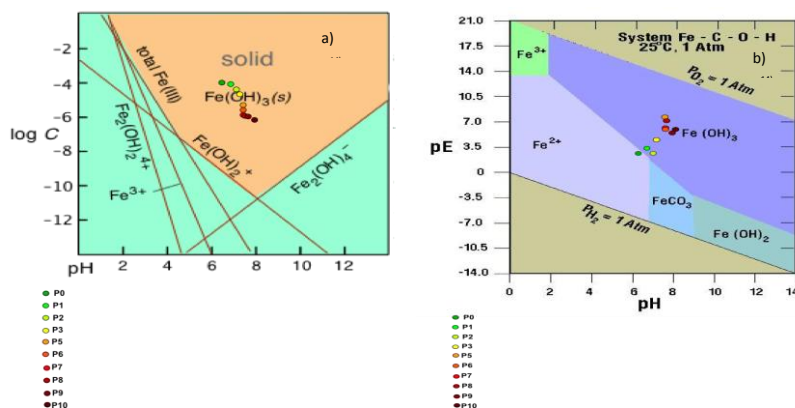 a)
solid
-2
-4
-6
-8
-10
-12
log C
total Fe(III)
Fe(OH)3(s)
Fe2(OH)2 4+
Fe3+
Fe(OH)2+
Fe2(OH)4-
pH
2
4
6
8
10
12
P0
P1
P2
P3
P5
P6
P7
P8
P9
P10
System Fe - C - O - H
25°C, 1 Atm
b)
21.0
17.5
14.0
10.5
7.0
3.5
0
-3.5
-7.0
-10.5
-14.0
pE
Fe3+
PO2 = 1 Atm
Fe2+
Fe (OH)3
FeCO3
Fe (OH)2
PH2 = 1 Atm
0
2
4
6
8
10
12
14
pH
P0
P1
P2
P3
P5
P6
P7
P8
P9
P10